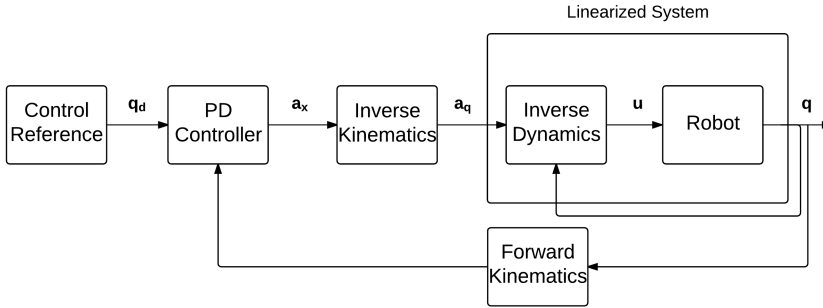 Linearized System
Control
Reference
q_d
PD
Controller
a_x
Inverse
Kinematics
a_q
Inverse
Dynamics
u
Robot
q
Forward
Kinematics